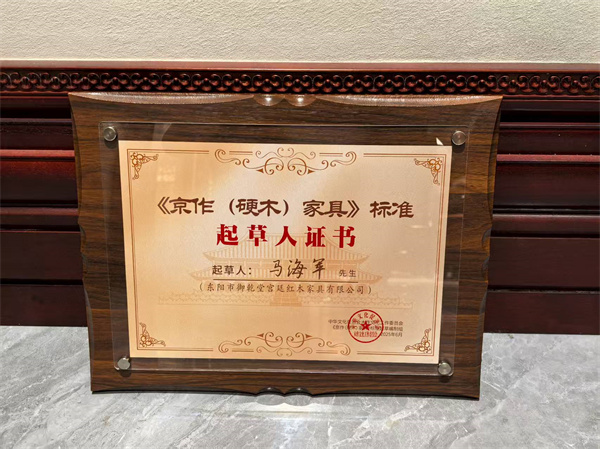 《京作（硬木）家具》标准
起草人证书
起草人：马海军 先生
（东阳市御乾堂宫廷红木家具有限公司）